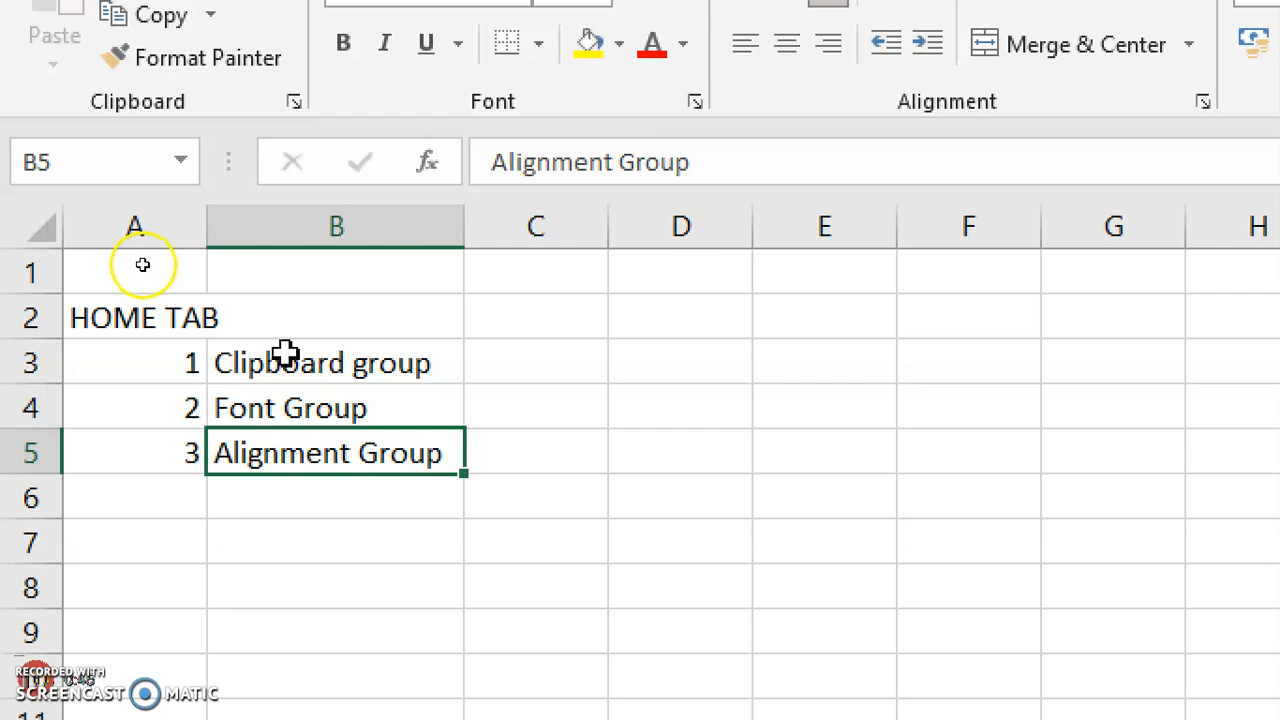 Copy
Paste
Format Painter
B I U A Merge & Center
Clipboard Font Alignment
B5 fx Alignment Group
A B C D E F G H
1
2 HOME TAB
3 1 Clipboard group
4 2 Font Group
5 3 Alignment Group
6
7
8
9
RECORDED WITH
SCREENCAST MATIC
11